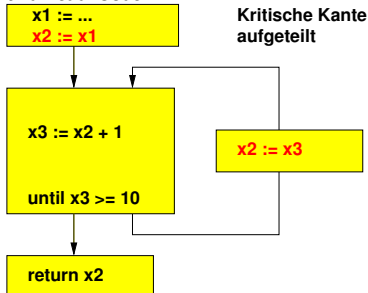 x1 := ...
x2 := x1
Kritische Kante
aufgeteilt
x3 := x2 + 1
x2 := x3
until x3 >= 10
return x2